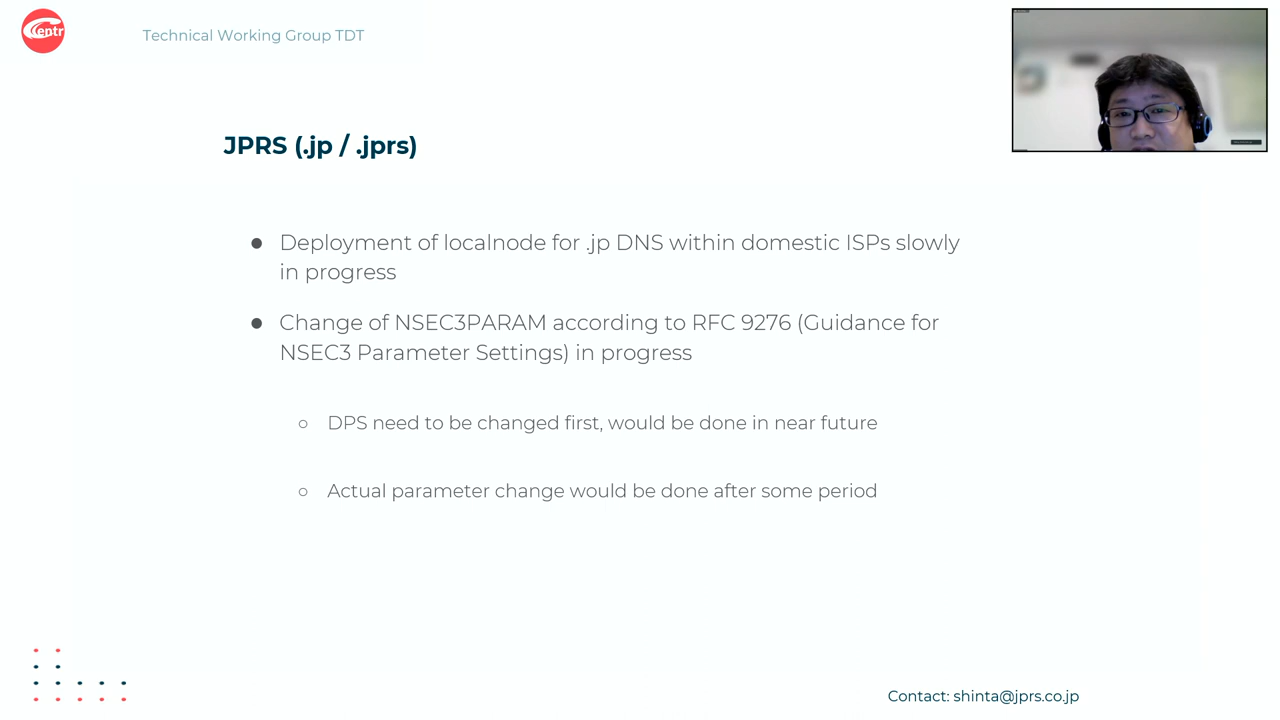 Centr
Technical Working Group TDT
JPRS (.jp / .jprs)
● Deployment of localnode for .jp DNS within domestic ISPs slowly
in progress
● Change of NSEC3PARAM according to RFC 9276 (Guidance for
NSEC3 Parameter Settings) in progress
○ DPS need to be changed first, would be done in near future
○ Actual parameter change would be done after some period
Contact: shinta@jprs.co.jp